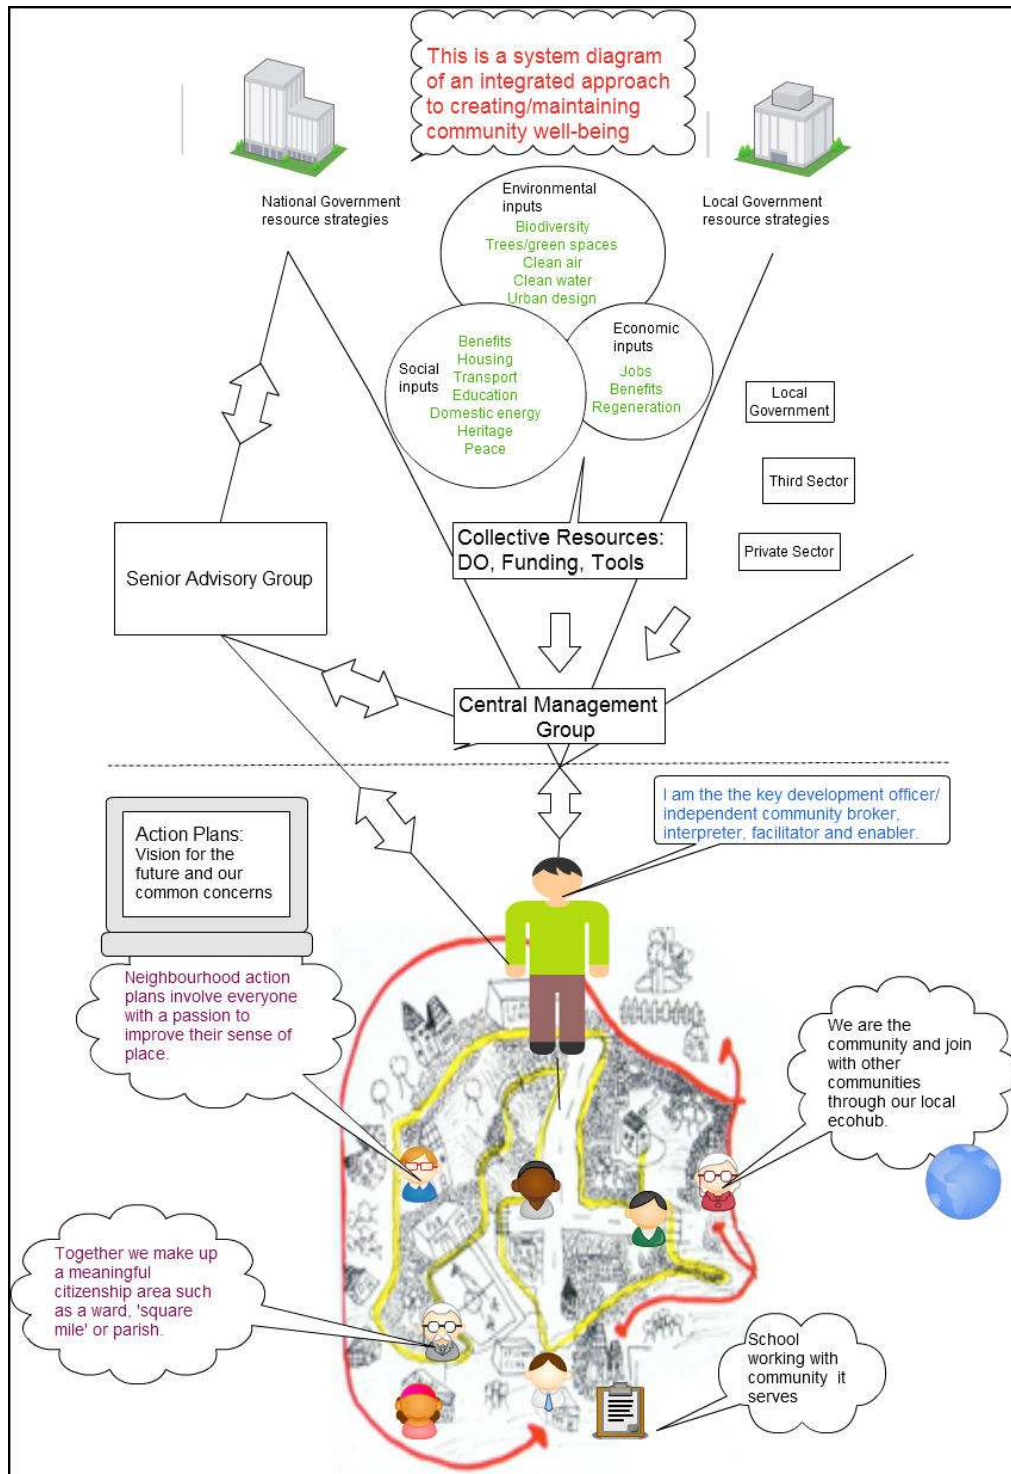 This is a system diagram
of an integrated approach
to creating/maintaining
community well-being
National Government
resource strategies
Local Government
resource strategies
Environmental
inputs
Biodiversity
Trees/green spaces
Clean air
Clean water
Urban design
Social
inputs
Benefits
Housing
Transport
Education
Domestic energy
Heritage
Peace
Economic
inputs
Jobs
Benefits
Regeneration
Local
Government
Third Sector
Private Sector
Collective Resources:
DO, Funding, Tools
Senior Advisory Group
Central Management
Group
I am the the key development officer/
independent community broker,
interpreter, facilitator and enabler.
Action Plans:
Vision for the
future and our
common concerns
Neighbourhood action
plans involve everyone
with a passion to
improve their sense of
place.
We are the
community and join
with other
communities
through our local
ecohub.
Together we make up
a meaningful
citizenship area such
as a ward, 'square
mile' or parish.
School
working with
community it
serves